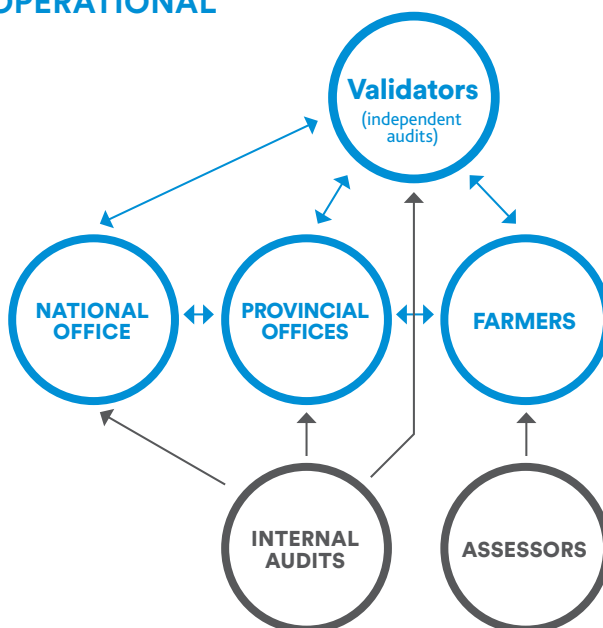 OPERATIONAL
Validators
(independent
audits)
NATIONAL
OFFICE
PROVINCIAL
OFFICES
FARMERS
INTERNAL
AUDITS
ASSESSORS